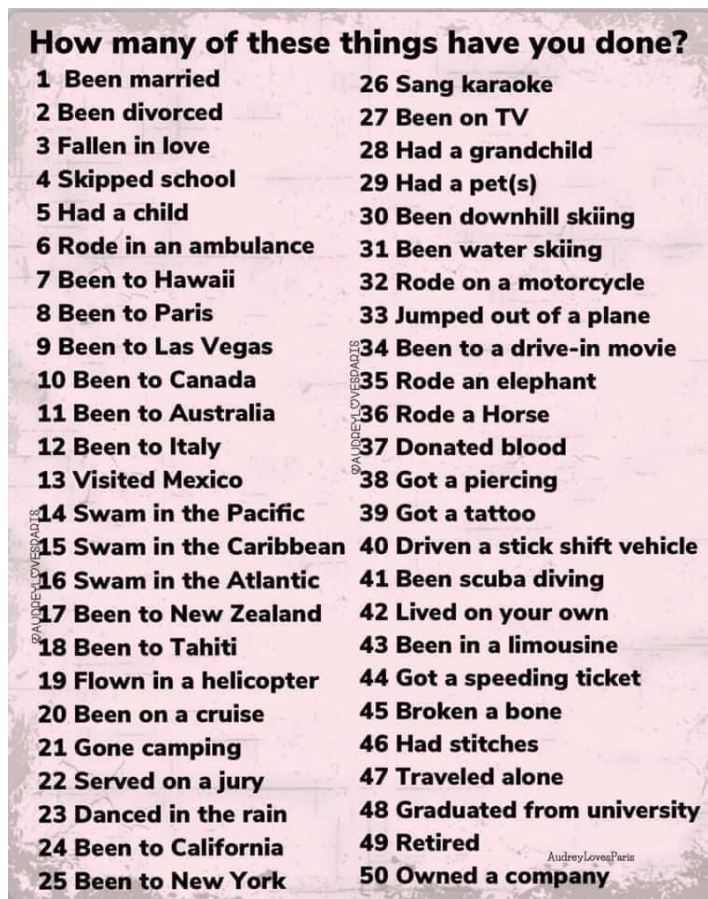 How many of these things have you done?
1 Been married
2 Been divorced
3 Fallen in love
4 Skipped school
5 Had a child
6 Rode in an ambulance
7 Been to Hawaii
8 Been to Paris
9 Been to Las Vegas
10 Been to Canada
11 Been to Australia
12 Been to Italy
13 Visited Mexico
14 Swam in the Pacific
15 Swam in the Caribbean
16 Swam in the Atlantic
17 Been to New Zealand
18 Been to Tahiti
19 Flown in a helicopter
20 Been on a cruise
21 Gone camping
22 Served on a jury
23 Danced in the rain
24 Been to California
25 Been to New York
@AUDREYLOVESPARIS
26 Sang karaoke
27 Been on TV
28 Had a grandchild
29 Had a pet(s)
30 Been downhill skiing
31 Been water skiing
32 Rode on a motorcycle
33 Jumped out of a plane
34 Been to a drive-in movie
35 Rode an elephant
36 Rode a Horse
37 Donated blood
38 Got a piercing
39 Got a tattoo
40 Driven a stick shift vehicle
41 Been scuba diving
42 Lived on your own
43 Been in a limousine
44 Got a speeding ticket
45 Broken a bone
46 Had stitches
47 Traveled alone
48 Graduated from university
49 Retired
50 Owned a company
@AUDREYLOVESPARIS
AudreyLovesParis